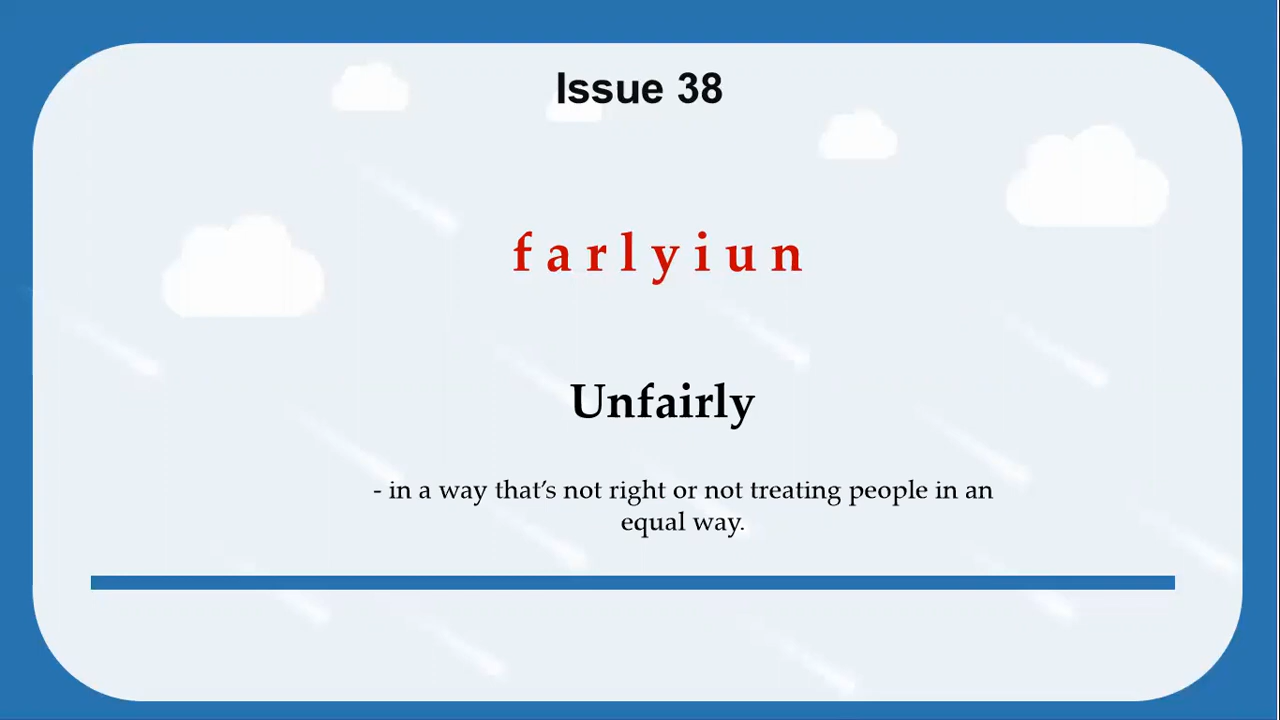 Issue 38
f a r l y i u n
Unfairly
- in a way that’s not right or not treating people in an
equal way.